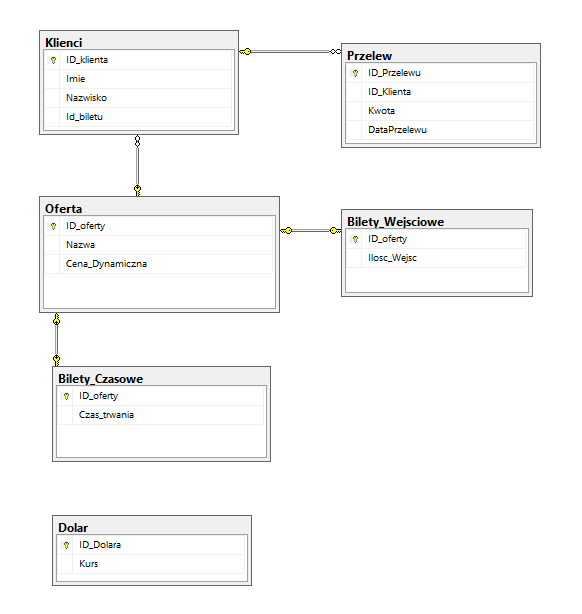 Klienci
ID_klienta
Imie
Nazwisko
Id_biletu
Przelew
ID_Przelewu
ID_Klienta
Kwota
DataPrzelewu
Oferta
ID_oferty
Nazwa
Cena_Dynamiczna
Bilety_Wejsciowe
ID_oferty
Ilosc_Wejsc
Bilety_Czasowe
ID_oferty
Czas_trwania
Dolar
ID_Dolara
Kurs